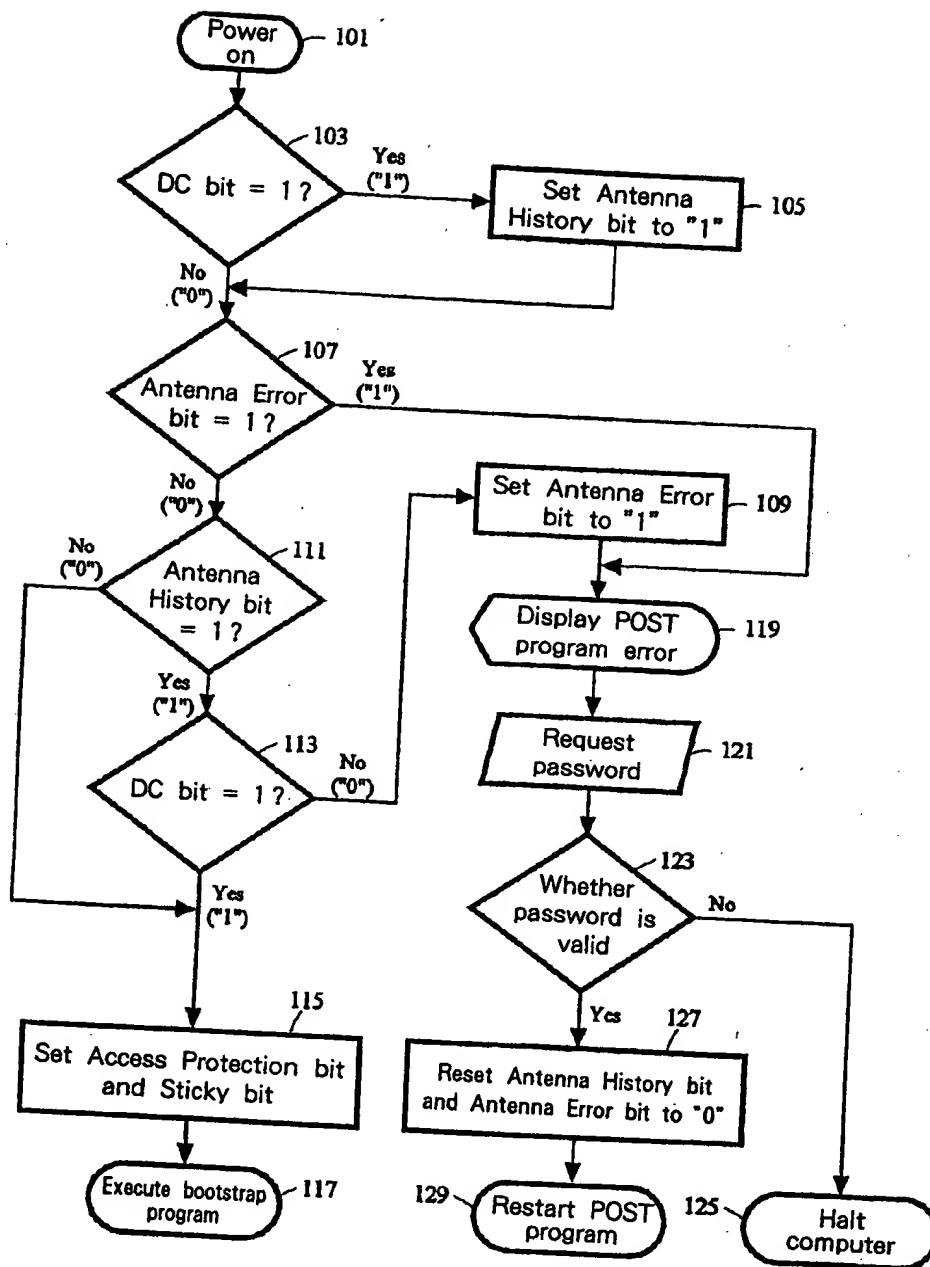 Power
on
101
103
DC bit = 1?
Yes
("1")
Set Antenna
History bit to "1"
105
No
("0")
107
Antenna Error
bit = 1?
Yes
("1")
No
("0")
Set Antenna Error
bit to "1"
109
111
Antenna
History bit
= 1?
No
("0")
Yes
("1")
Display POST
program error
119
113
DC bit = 1?
No
("0")
Request
password
121
Yes
("1")
123
Whether
password is
valid
No
Yes
115
Set Access Protection bit
and Sticky bit
127
Reset Antenna History bit
and Antenna Error bit to "0"
Execute bootstrap
program
117
129
Restart POST
program
125
Halt
computer